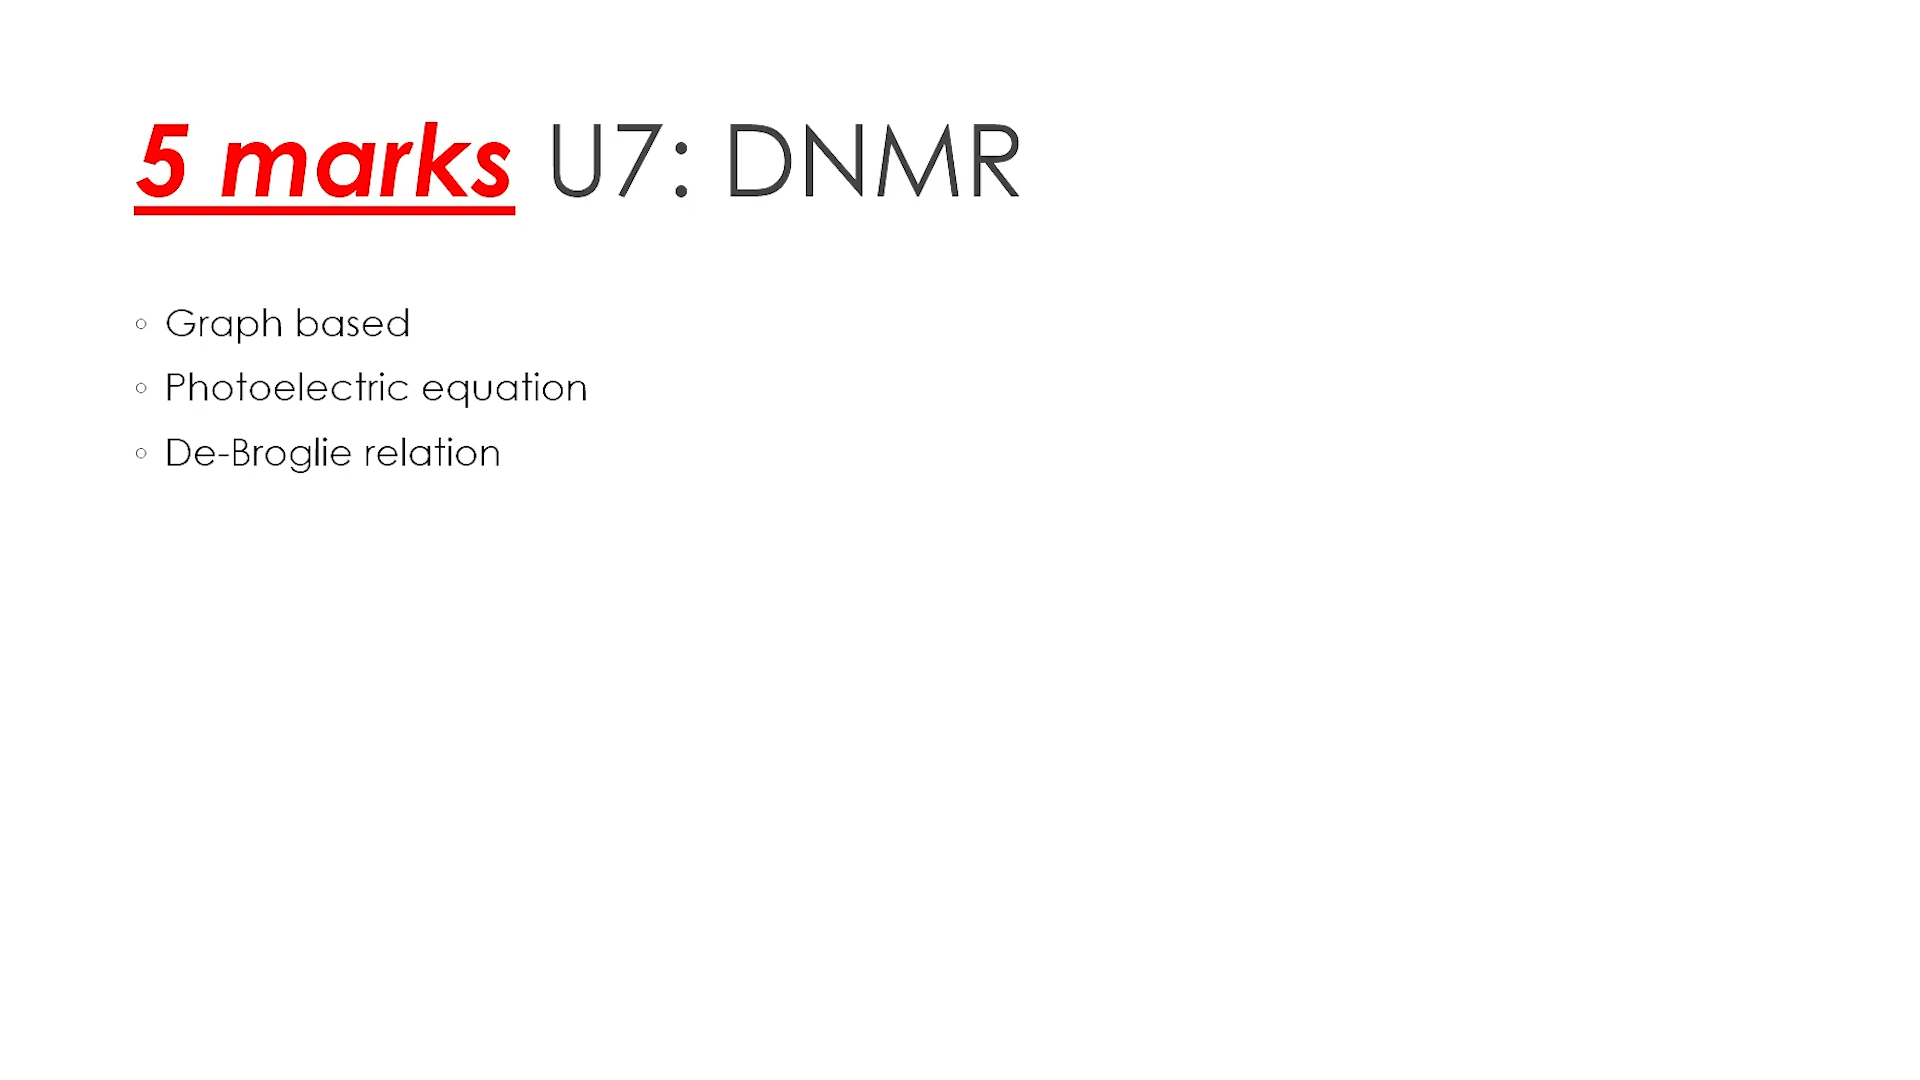 5 marks U7: DNMR
◦ Graph based
◦ Photoelectric equation
◦ De-Broglie relation